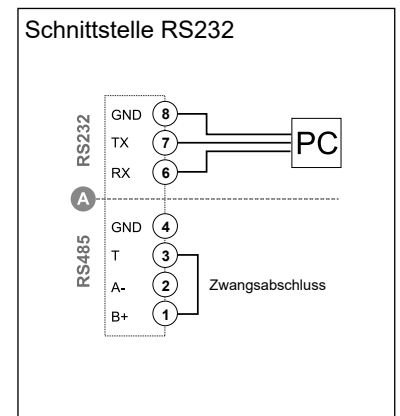 Schnittstelle RS232
RS232
GND 8
TX 7
RX 6
PC
A
RS485
GND 4
T 3
A- 2
B+ 1
Zwangsabschluss